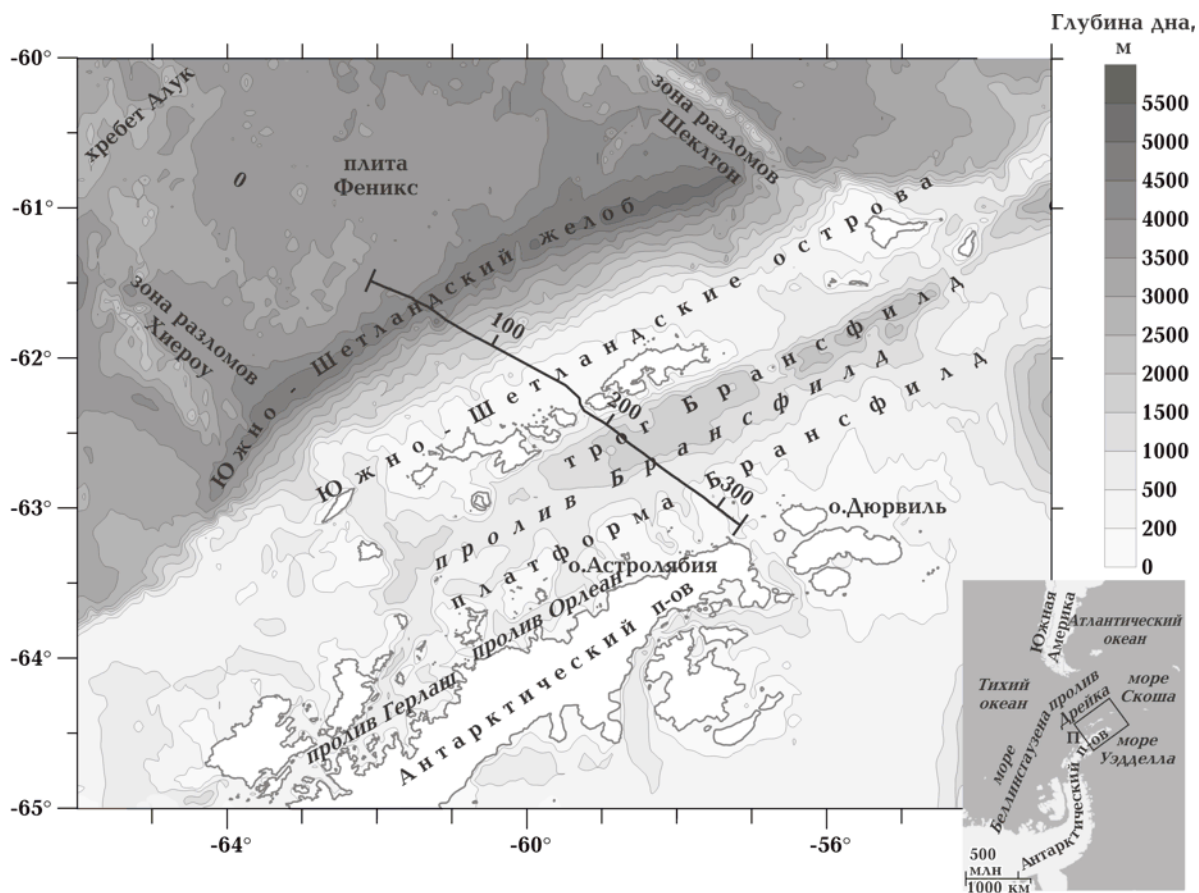 Глубина дна,
м
5500
5000
4500
4000
3500
3000
2500
2000
1500
1000
500
200
0
-60°
-61°
-62°
-63°
-64°
-65°
-64°
-60°
-56°
хребет Алук
0
плита
Феникс
зона разломов
Шеклтон
Южно - Шетландский желоб
зона разломов
Хиероу
100
200
300
Южно - Шетландские острова
трог Брансфилд
пролив Брансфилд
платформа Брансфилд
о.Дюрвиль
о.Астролябия
пролив Орлеан
пролив Герлаш
Антарктический п-ов
Южная
Америка
Атлантический
океан
Тихий
океан
пролив
Дрейка
море
Скоша
П
море
Уэдделла
море
Беллинсгаузена
Антарктический п-ов
500
млн
1000 км